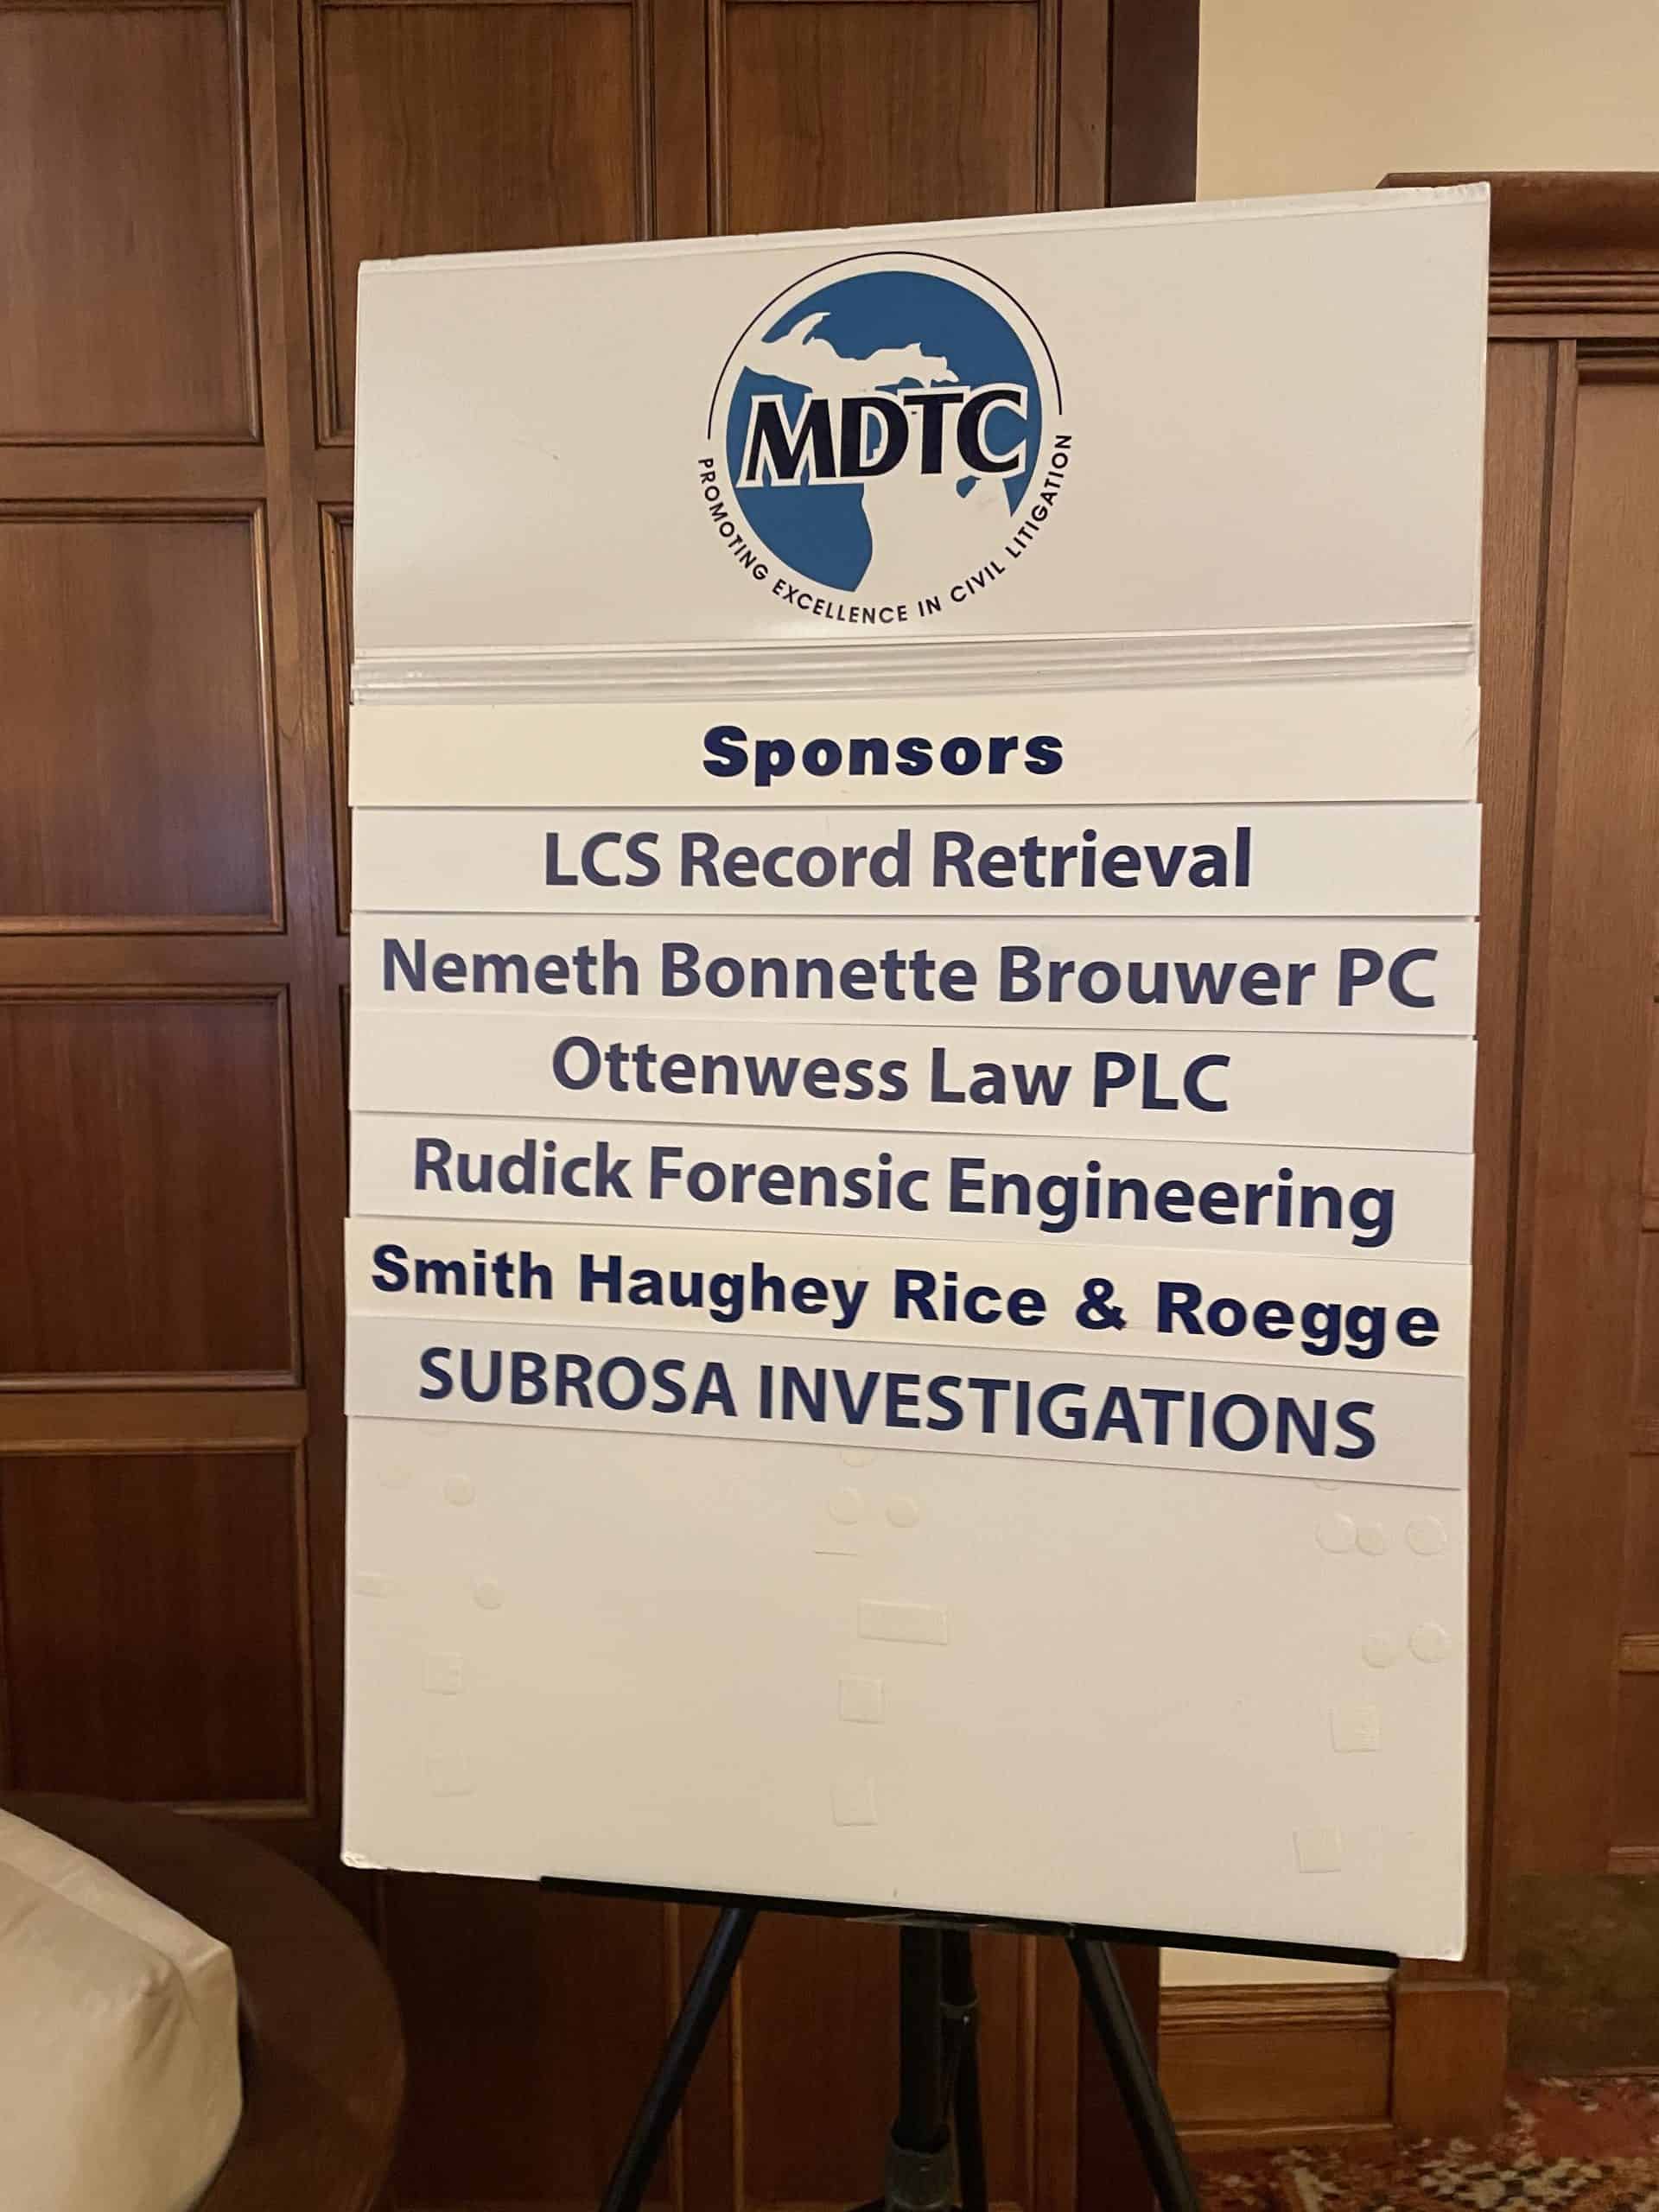 MDTC
PROMOTING EXCELLENCE IN CIVIL LITIGATION
Sponsors
LCS Record Retrieval
Nemeth Bonnette Brouwer PC
Ottenwess Law PLC
Rudick Forensic Engineering
Smith Haughey Rice & Roegge
SUBROSA INVESTIGATIONS